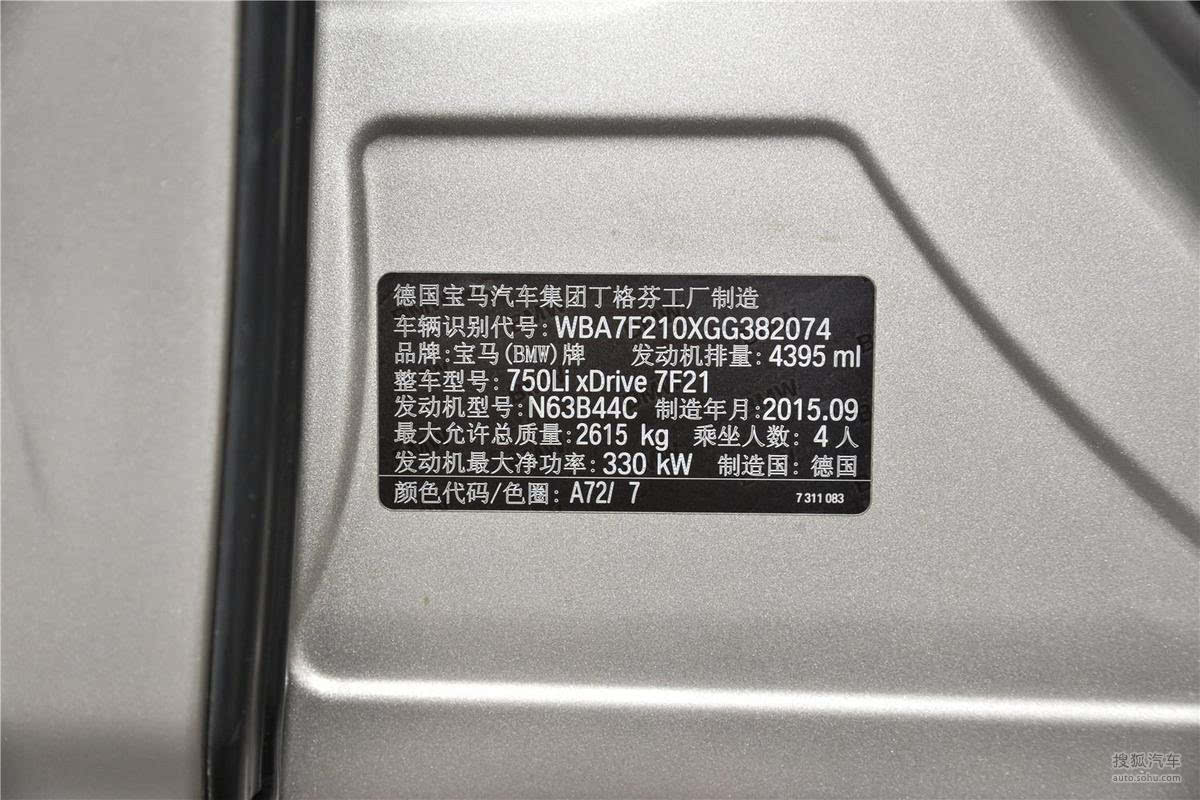 德国宝马汽车集团丁格芬工厂制造
车辆识别代号: WBA7F210XGG382074
品牌:宝马(BMW)牌 发动机排量: 4395 ml
整车型号: 750Li xDrive 7F21
发动机型号: N63B44C 制造年月:2015.09
最大允许总质量: 2615 kg 乘坐人数: 4 人
发动机最大净功率: 330 kW 制造国: 德国
颜色代码/色圈: A72/ 7 7 311 083
搜狐汽车
auto.sohu.com